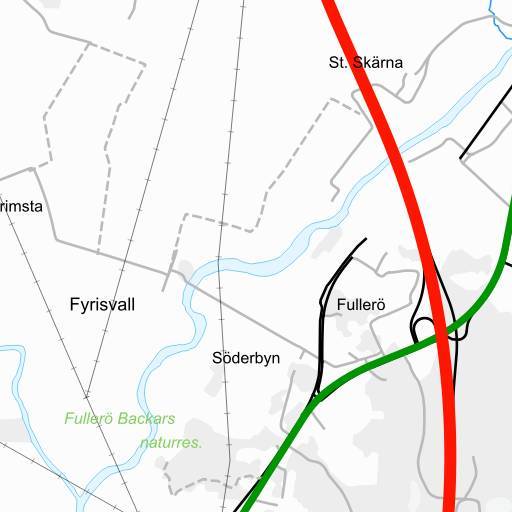 St. Skärna
rimsta
Fyrisvall
Fullerö
Söderbyn
Fullerö Backars
naturres.